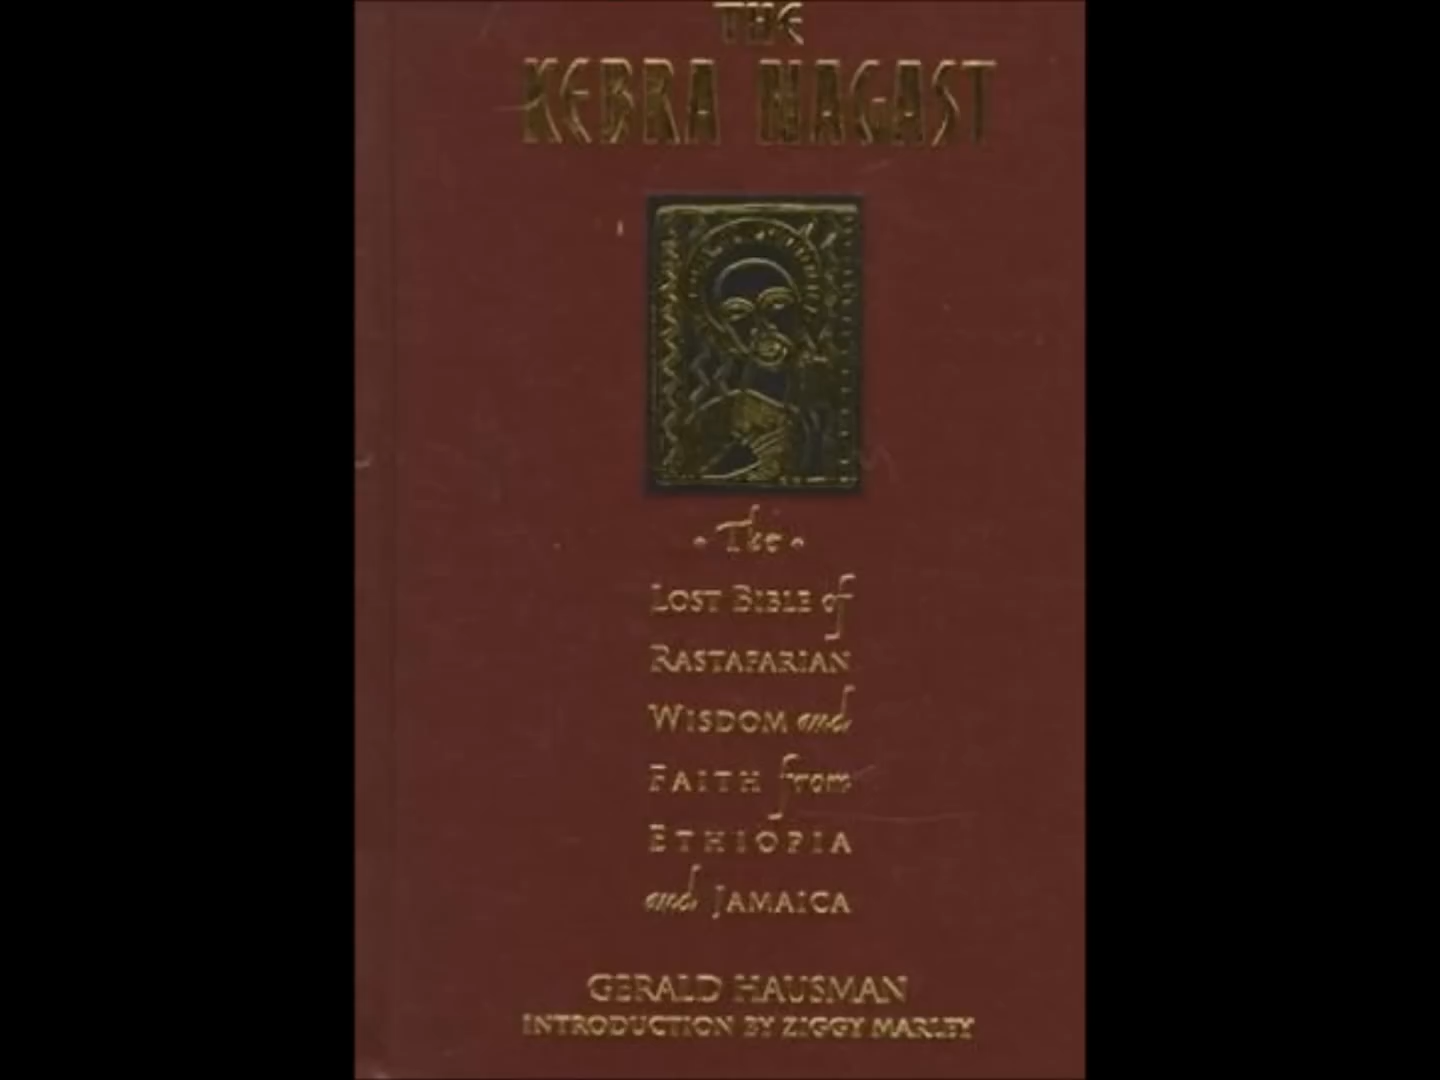 THE
KEBRA NAGAST
• The •
LOST BIBLE of
RASTAFARIAN
WISDOM and
FAITH from
ETHIOPIA
and JAMAICA
GERALD HAUSMAN
INTRODUCTION BY ZIGGY MARLEY